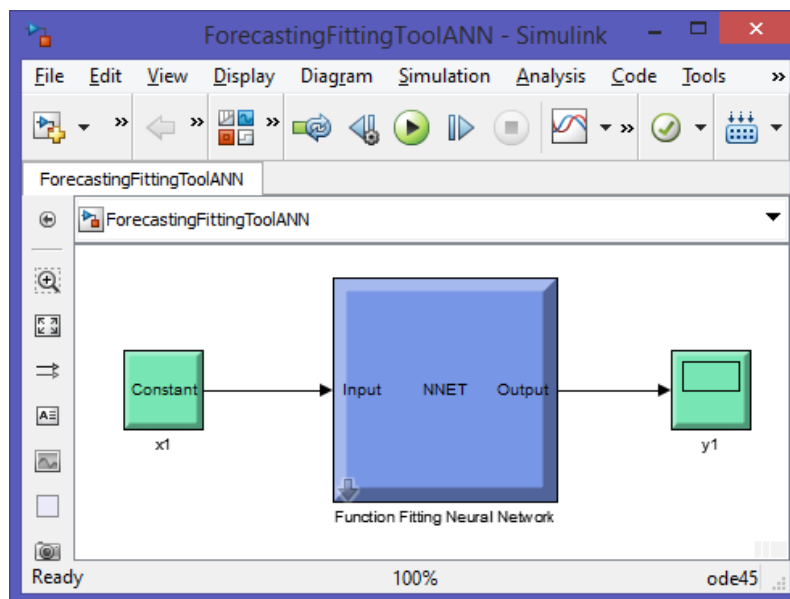 ForecastingFittingToolANN - Simulink
File Edit View Display Diagram Simulation Analysis Code Tools »
ForecastingFittingToolANN
ForecastingFittingToolANN
Constant
Input NNET Output
x1
y1
Function Fitting Neural Network
Ready 100% ode45